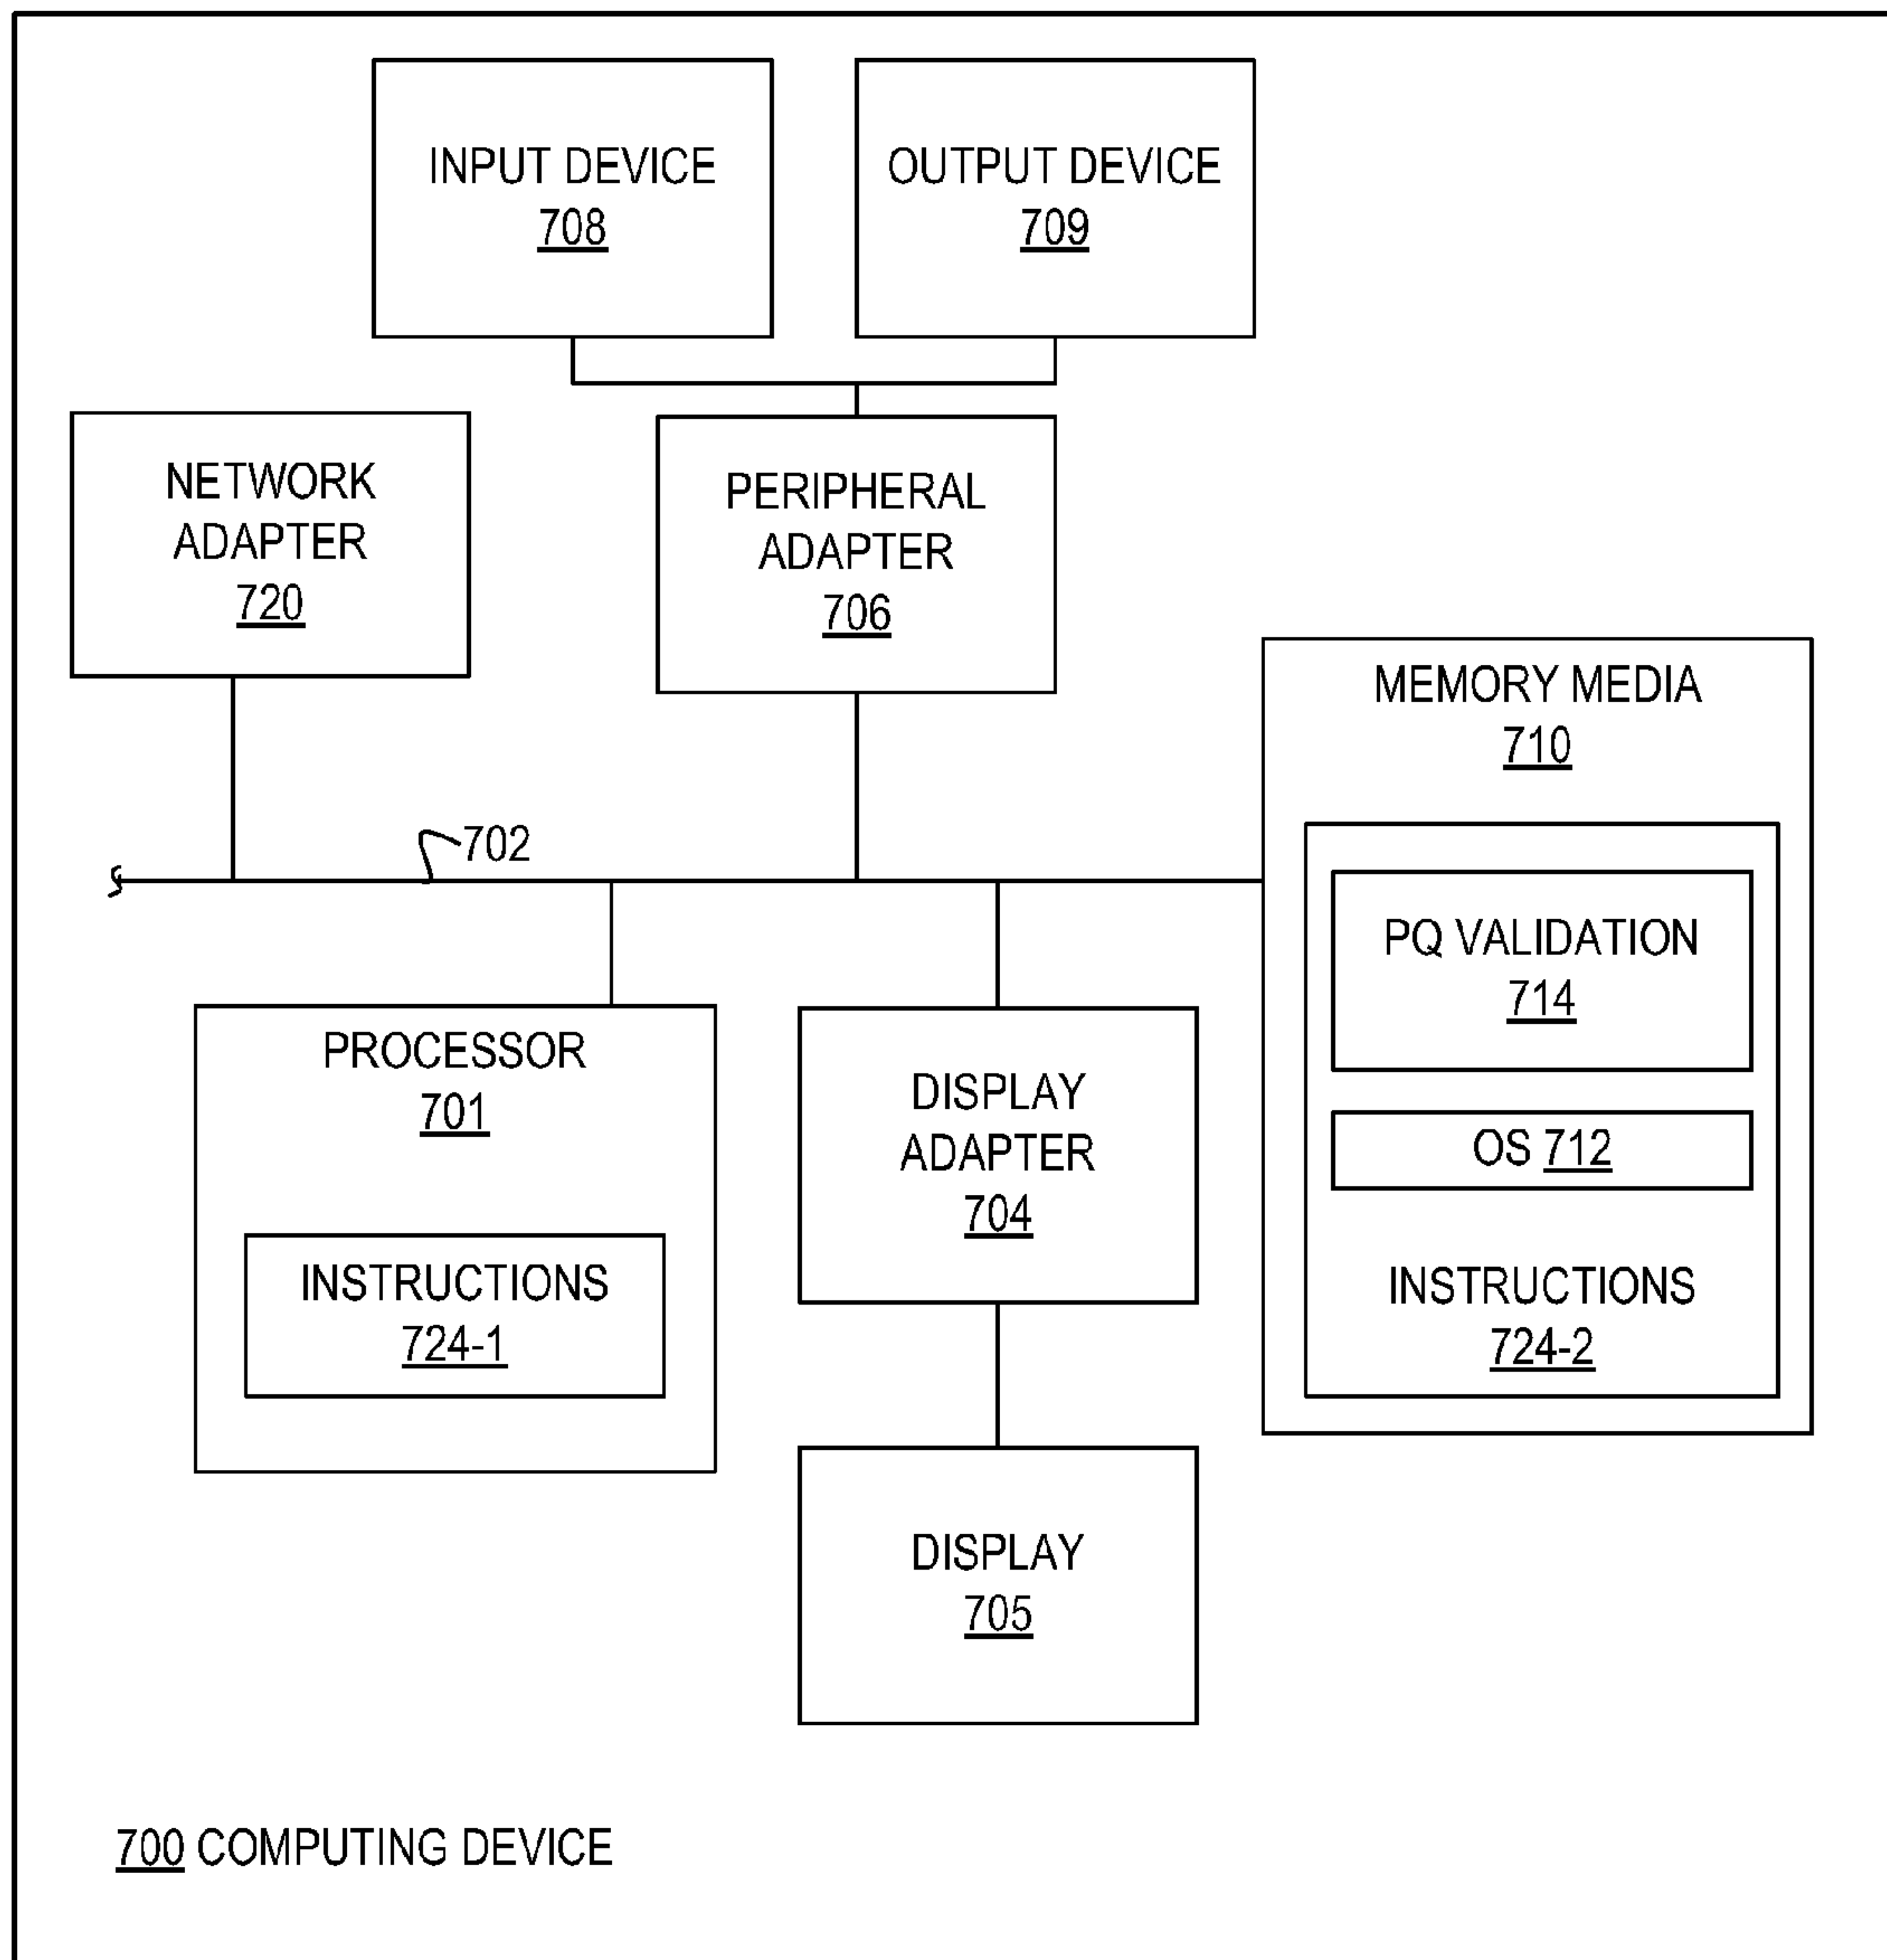 INPUT DEVICE
708
OUTPUT DEVICE
709
NETWORK
ADAPTER
720
PERIPHERAL
ADAPTER
706
MEMORY MEDIA
710
702
PQ VALIDATION
714
PROCESSOR
701
DISPLAY
ADAPTER
704
OS 712
INSTRUCTIONS
724-1
INSTRUCTIONS
724-2
DISPLAY
705
700 COMPUTING DEVICE